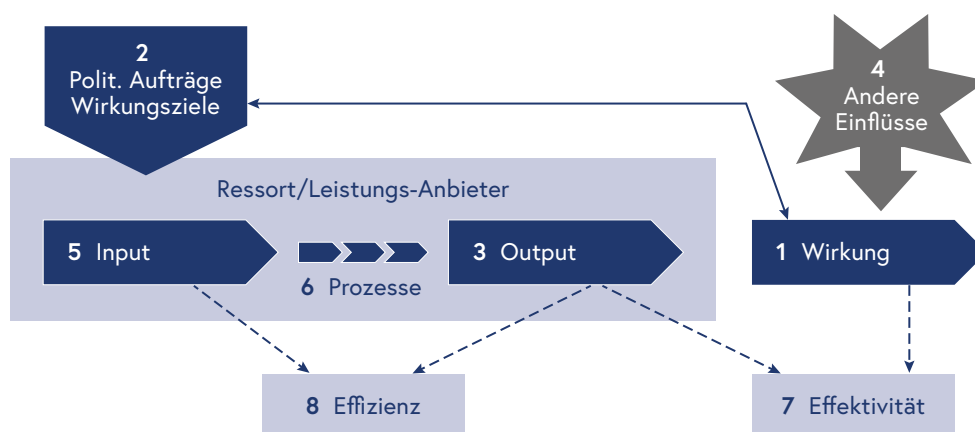 2
Polit. Aufträge
Wirkungsziele
4
Andere
Einflüsse
Ressort/Leistungs-Anbieter
5 Input
3 Output
1 Wirkung
6 Prozesse
8 Effizienz
7 Effektivität